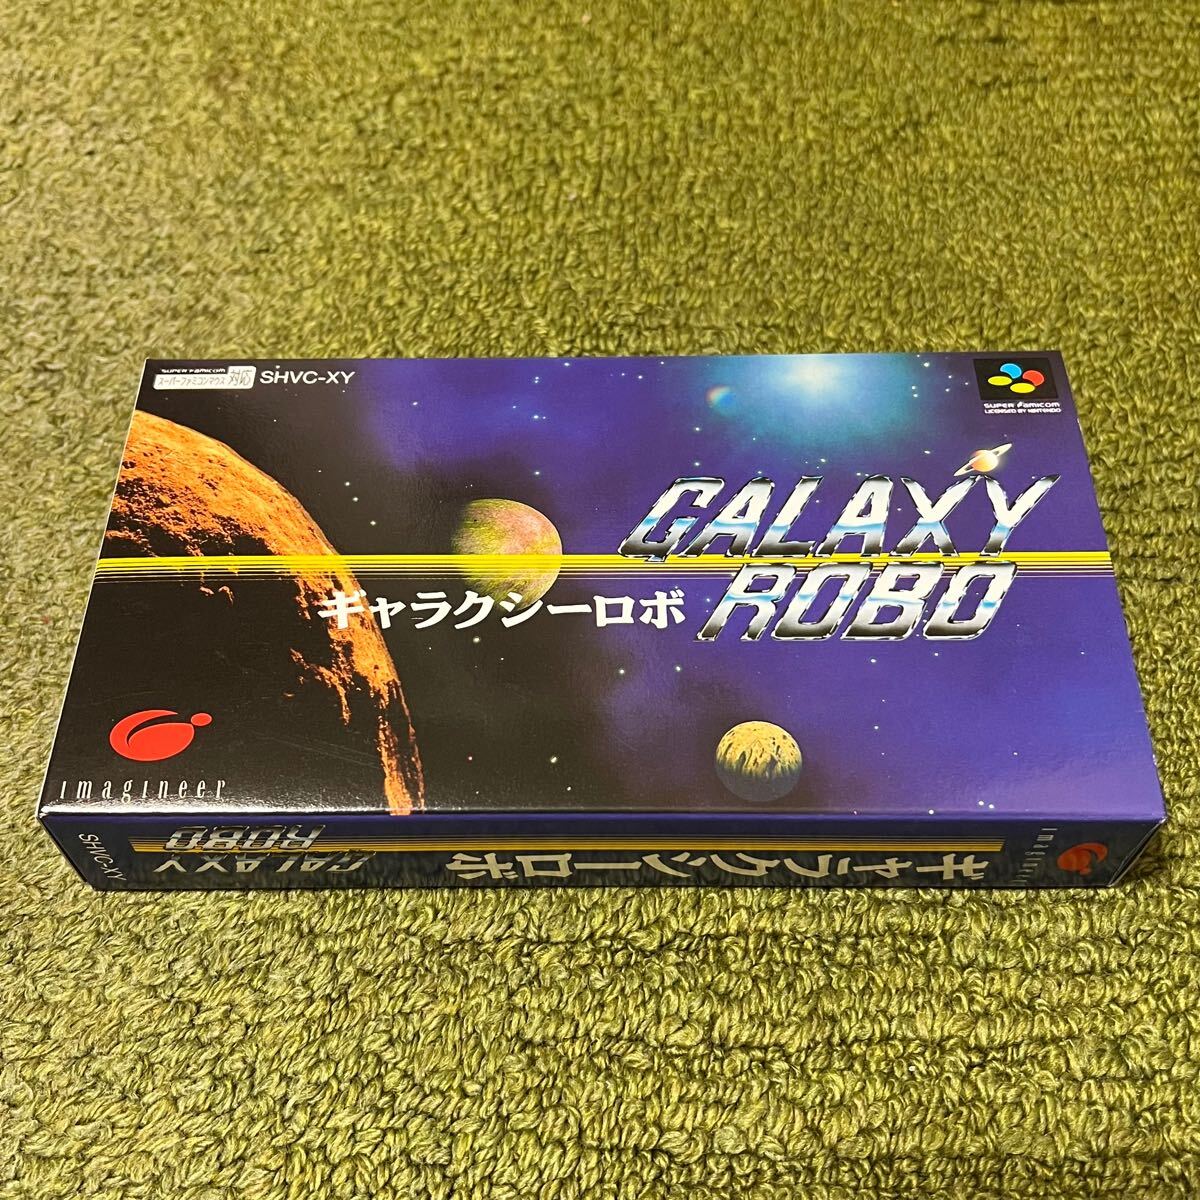 SUPER FAMICOM
スーパーファミコンマウス 対応
SHVC-XY
SUPER FAMICOM
LICENSED BY NINTENDO
GALAXY
ROBO
ギャラクシーロボ
imagineer
SHVC-XY
GALAXY
ROBO
ギャラクシーロボ
imagineer